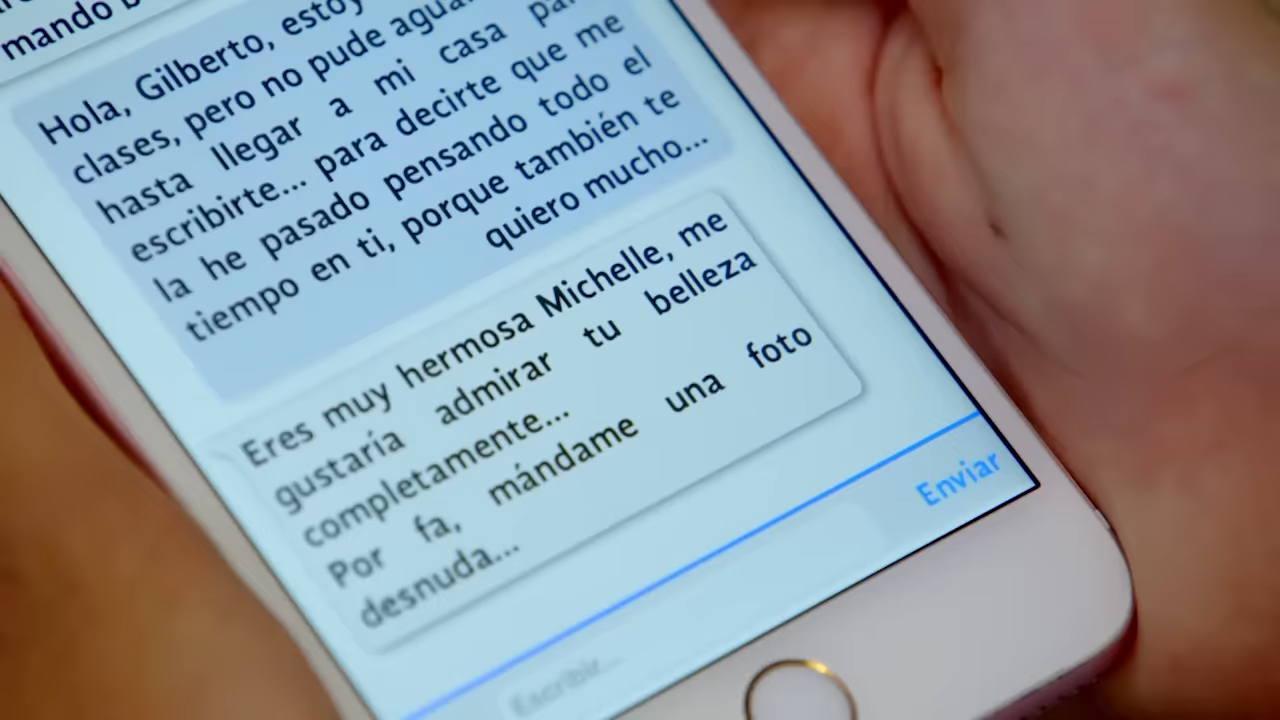 mando
Hola, Gilberto, estoy
clases, pero no pude
hasta llegar a mi casa
escribirte... para decirte que me
la he pasado pensando todo el
tiempo en ti, porque también te
quiero mucho...
Eres muy hermosa Michelle, me
gustaría admirar tu belleza
completamente...
Por fa, mándame una foto
desnuda...
Enviar
Escribir...